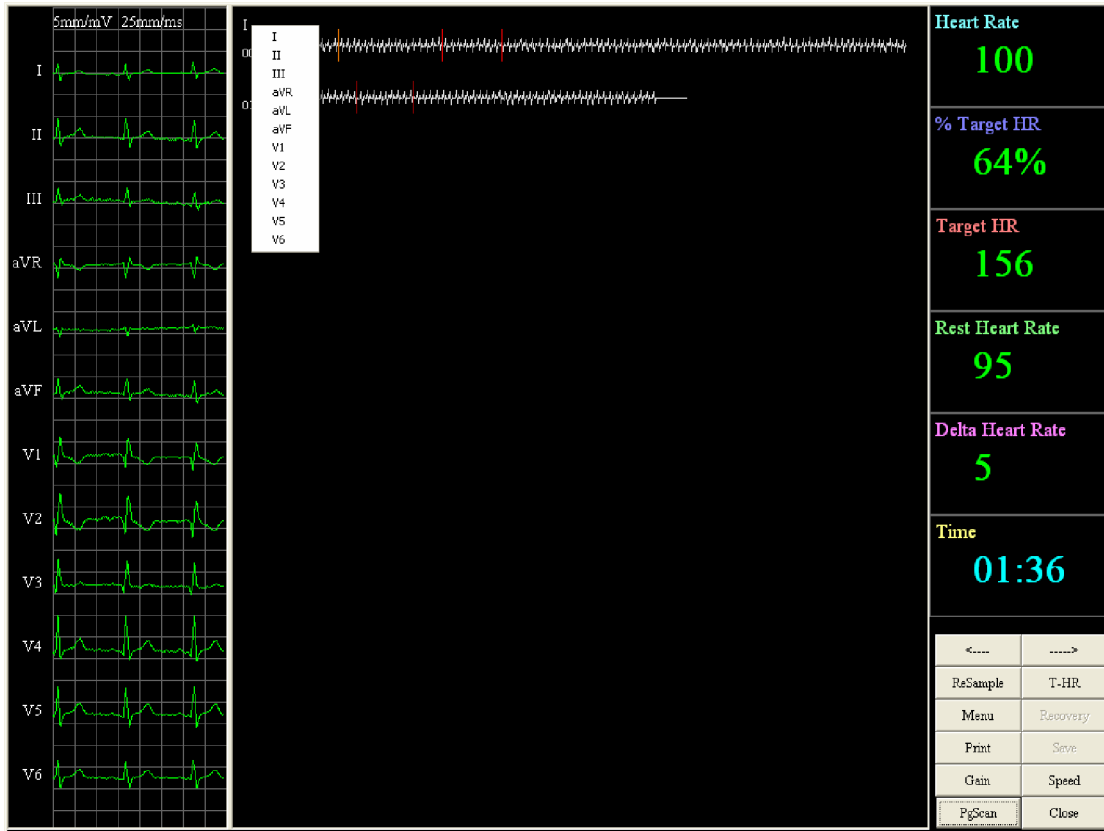 5mm/mV 25mm/ms
I
II
III
aVR
aVL
aVF
V1
V2
V3
V4
V5
V6
I
I
II
III
aVR
aVL
aVF
V1
V2
V3
V4
V5
V6
Heart Rate
100
% Target HR
64%
Target HR
156
Rest Heart Rate
95
Delta Heart Rate
5
Time
01:36
<---- ----->
ReSample T-HR
Menu Recovery
Print Save
Gain Speed
PgScan Close